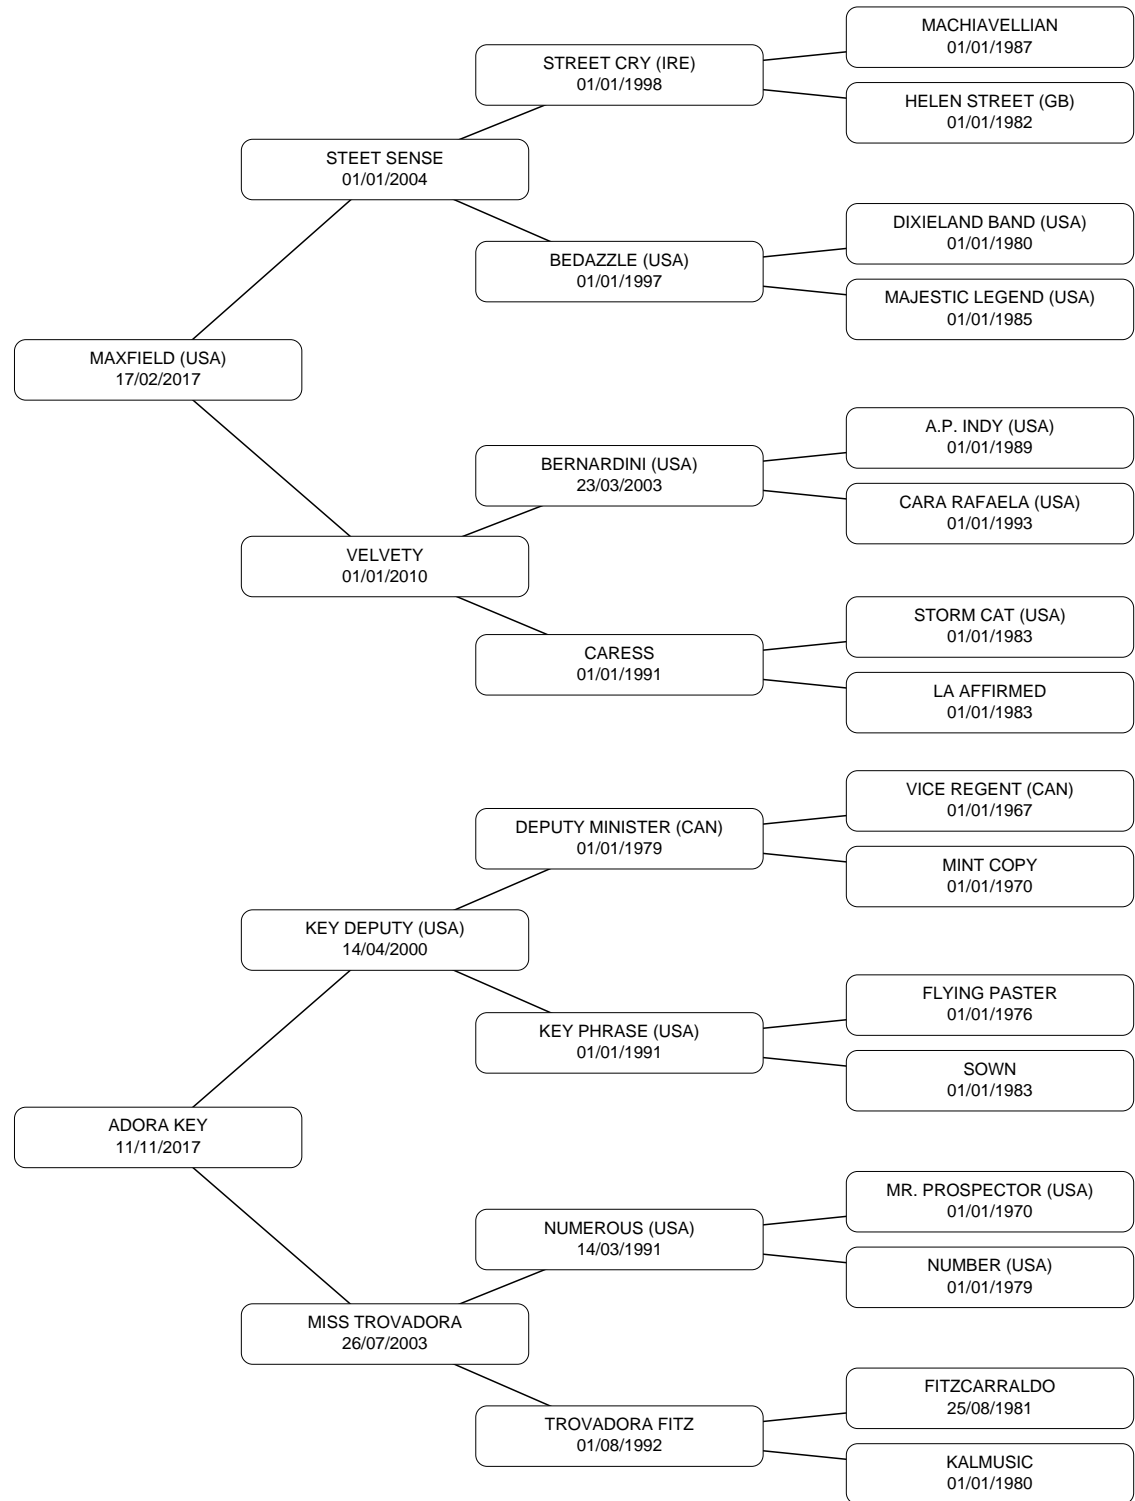 MACHIAVELLIAN
01/01/1987
STREET CRY (IRE)
01/01/1998
HELEN STREET (GB)
01/01/1982
STEET SENSE
01/01/2004
DIXIELAND BAND (USA)
01/01/1980
BEDAZZLE (USA)
01/01/1997
MAJESTIC LEGEND (USA)
01/01/1985
MAXFIELD (USA)
17/02/2017
A.P. INDY (USA)
01/01/1989
BERNARDINI (USA)
23/03/2003
CARA RAFAELA (USA)
01/01/1993
VELVETY
01/01/2010
STORM CAT (USA)
01/01/1983
CARESS
01/01/1991
LA AFFIRMED
01/01/1983
VICE REGENT (CAN)
01/01/1967
DEPUTY MINISTER (CAN)
01/01/1979
MINT COPY
01/01/1970
KEY DEPUTY (USA)
14/04/2000
FLYING PASTER
01/01/1976
KEY PHRASE (USA)
01/01/1991
SOWN
01/01/1983
ADORA KEY
11/11/2017
MR. PROSPECTOR (USA)
01/01/1970
NUMEROUS (USA)
14/03/1991
NUMBER (USA)
01/01/1979
MISS TROVADORA
26/07/2003
FITZCARRALDO
25/08/1981
TROVADORA FITZ
01/08/1992
KALMUSIC
01/01/1980